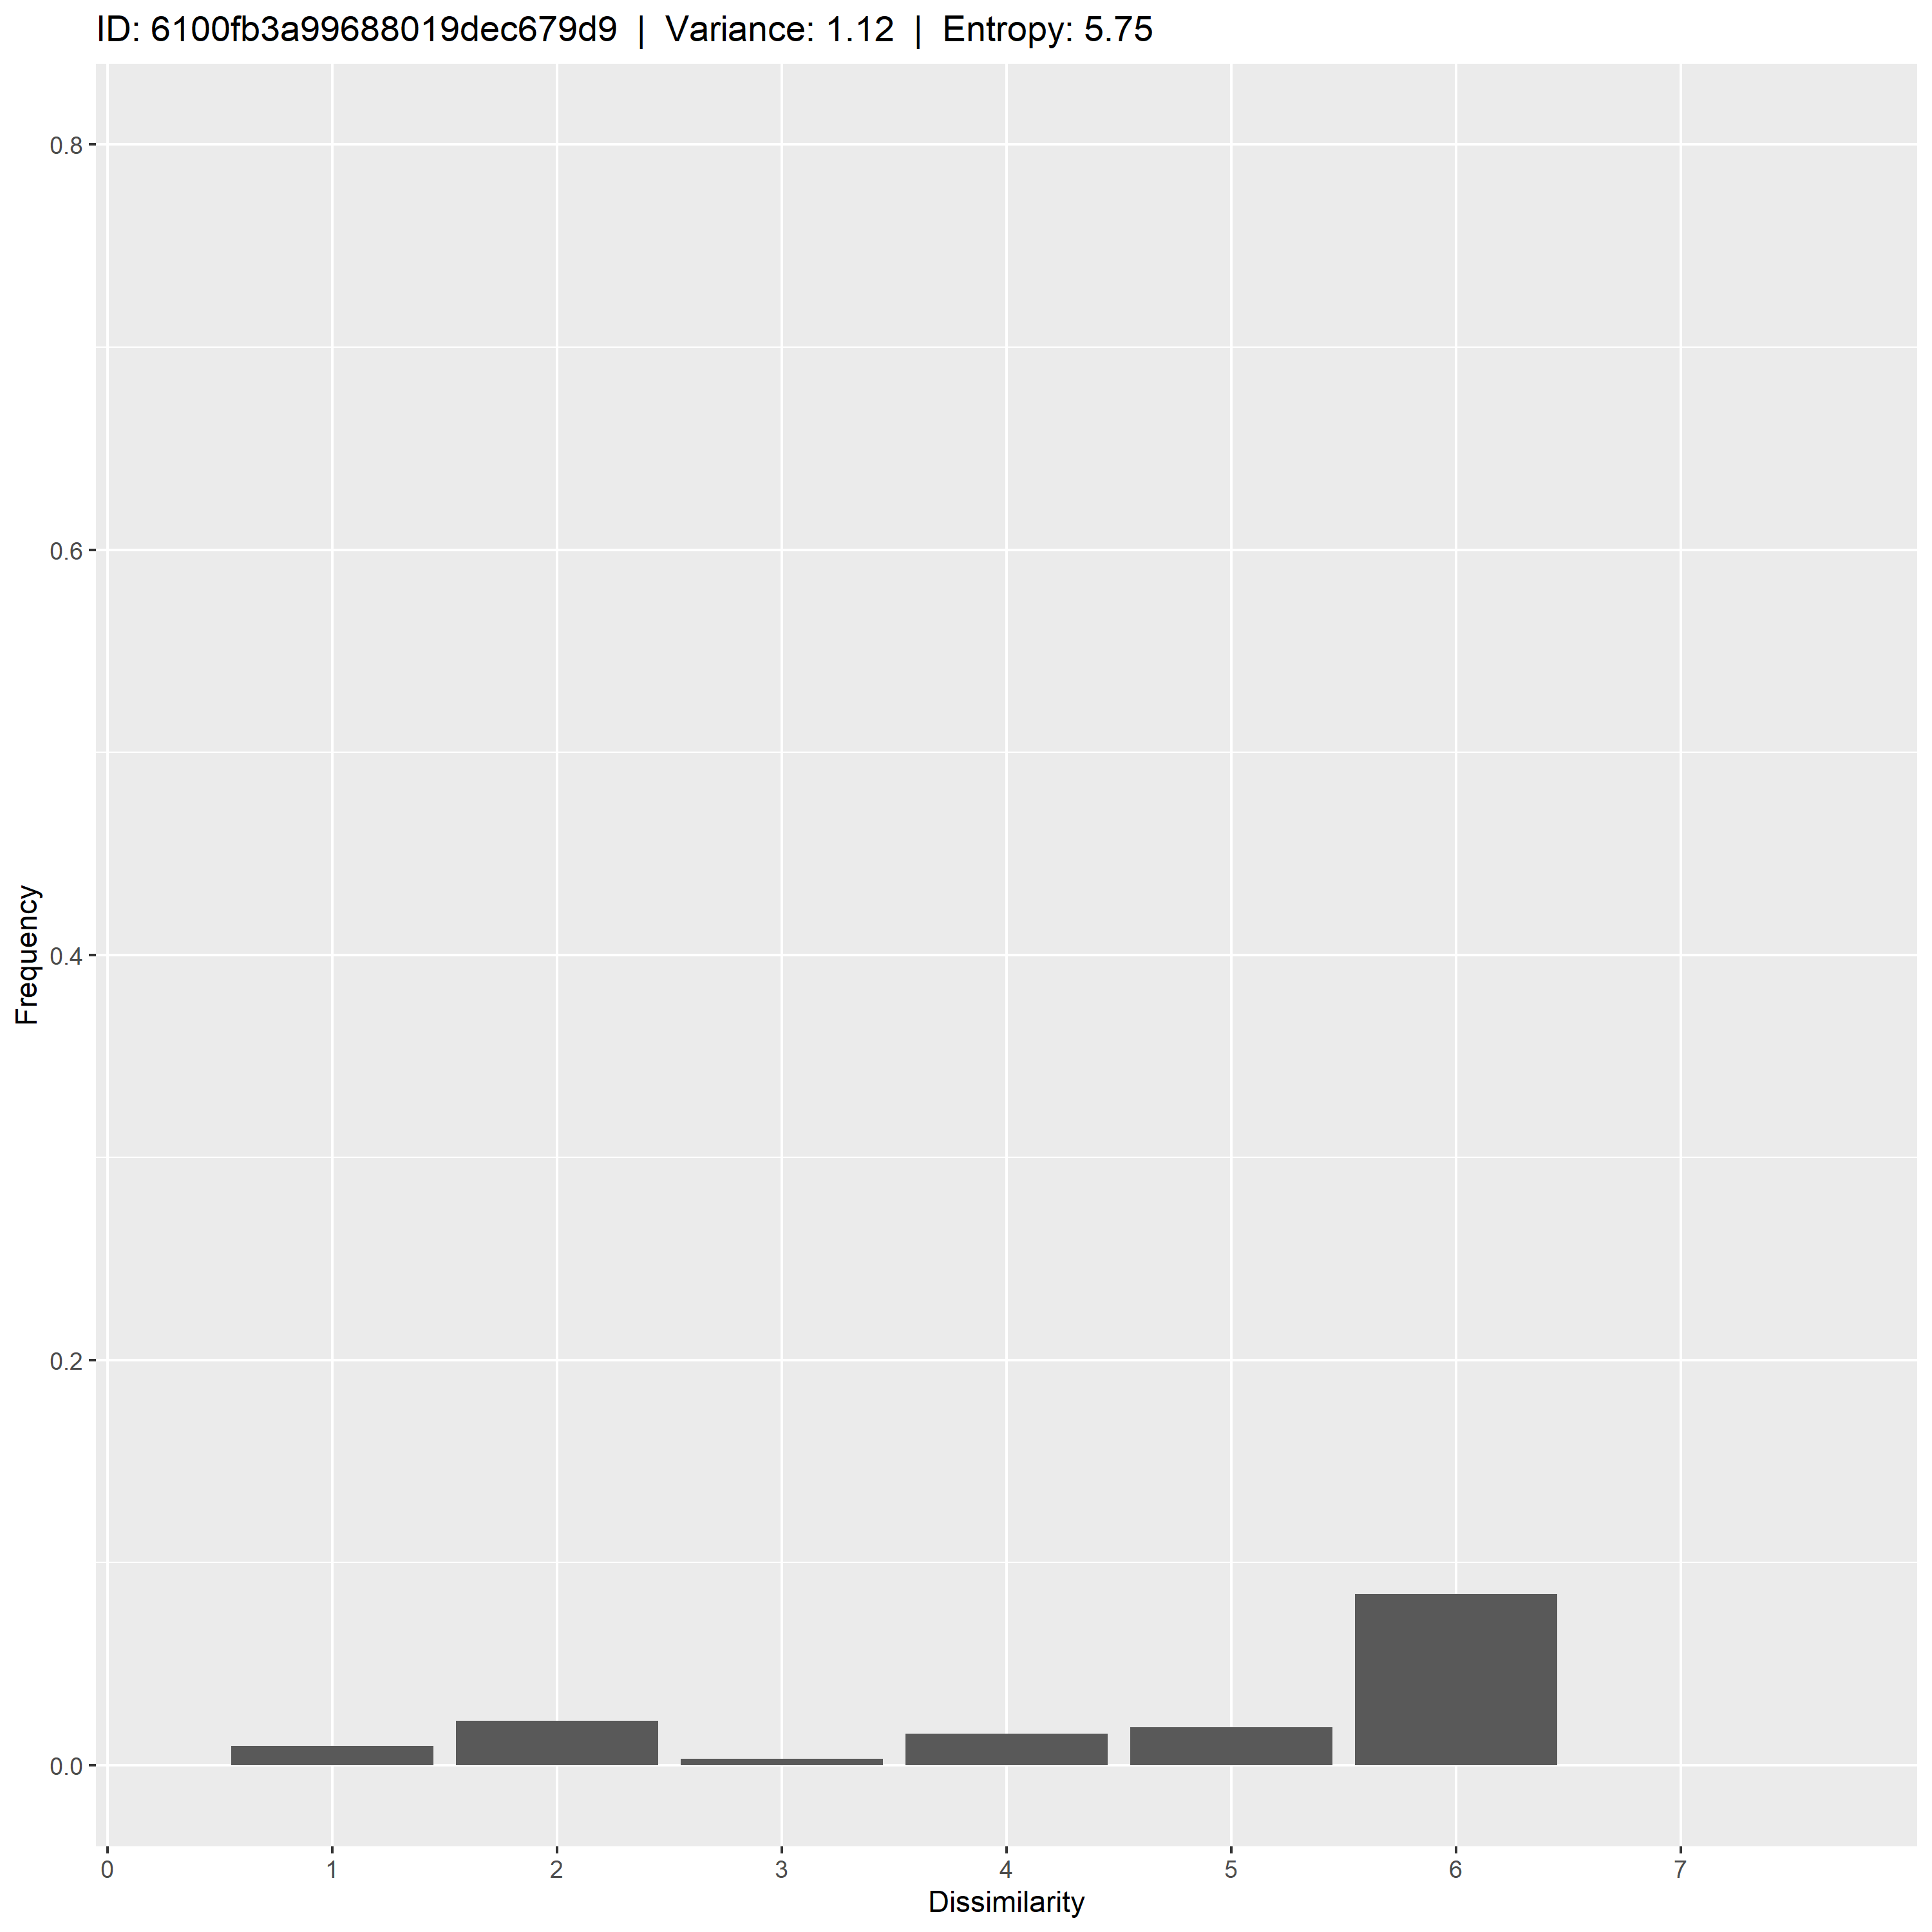 ID: 6100fb3a99688019dec679d9 | Variance: 1.12 | Entropy: 5.75
0.8
0.6
0.4
0.2
0.0
Frequency
0 1 2 3 4 5 6 7
Dissimilarity